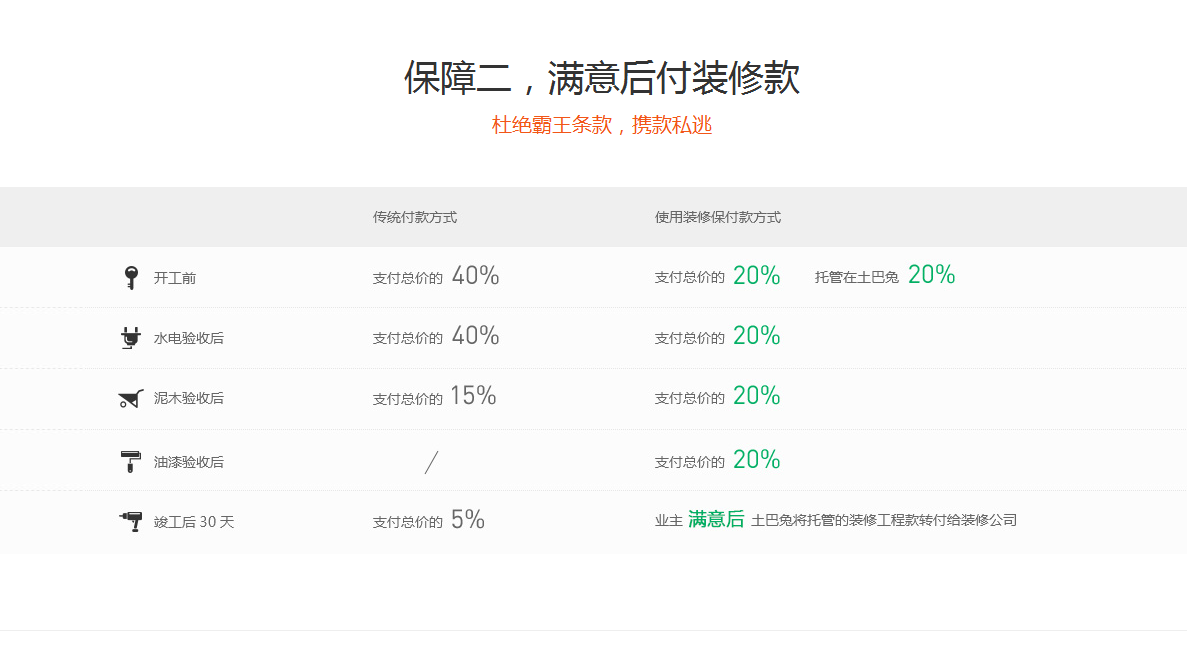 保障二，满意后付装修款
杜绝霸王条款，携款私逃
传统付款方式 使用装修保付款方式
开工前 支付总价的 40% 支付总价的 20% 托管在土巴兔 20%
水电验收后 支付总价的 40% 支付总价的 20%
泥木验收后 支付总价的 15% 支付总价的 20%
油漆验收后 / 支付总价的 20%
竣工后 30 天 支付总价的 5% 业主 满意后 土巴兔将托管的装修工程款转付给装修公司